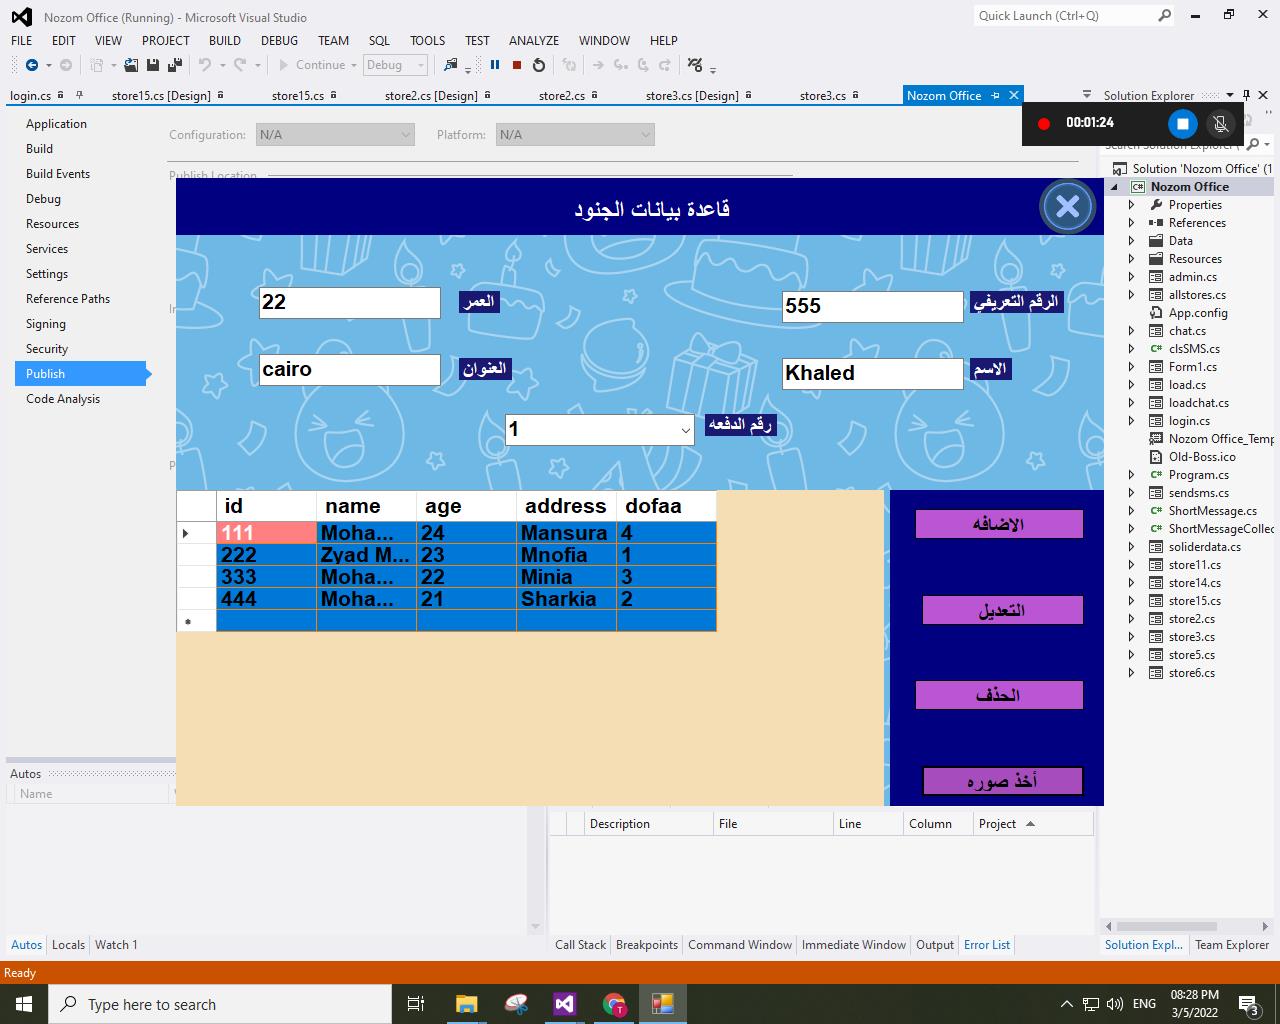 Nozom Office (Running) - Microsoft Visual Studio
Quick Launch (Ctrl+Q)
FILE EDIT VIEW PROJECT BUILD DEBUG TEAM SQL TOOLS TEST ANALYZE WINDOW HELP
Continue Debug
login.cs store15.cs [Design] store15.cs store2.cs [Design] store2.cs store3.cs [Design] store3.cs Nozom Office
Solution Explorer
00:01:24
Application
Build
Build Events
Debug
Resources
Services
Settings
Reference Paths
Signing
Security
Publish
Code Analysis
Configuration: N/A Platform: N/A
Publish Location
قاعدة بيانات الجنود
22 العمر 555 الرقم التعريفي
cairo العنوان Khaled الاسم
1 رقم الدفعه
id name age address dofaa
111 Moha... 24 Mansura 4
222 Zyad M... 23 Mnofia 1
333 Moha... 22 Minia 3
444 Moha... 21 Sharkia 2
الاضافه
التعديل
الحذف
أخذ صوره
Search Solution Explorer (
Solution 'Nozom Office' (1
Nozom Office
Properties
References
Data
Resources
admin.cs
allstores.cs
App.config
chat.cs
clsSMS.cs
Form1.cs
load.cs
loadchat.cs
login.cs
Nozom Office_Temp
Old-Boss.ico
Program.cs
sendsms.cs
ShortMessage.cs
ShortMessageCollec
soliderdata.cs
store11.cs
store14.cs
store15.cs
store2.cs
store3.cs
store5.cs
store6.cs
Autos
Name
Description File Line Column Project
Autos Locals Watch 1
Call Stack Breakpoints Command Window Immediate Window Output Error List
Solution Expl... Team Explorer
Ready
Type here to search
ENG
08:28 PM
3/5/2022
3